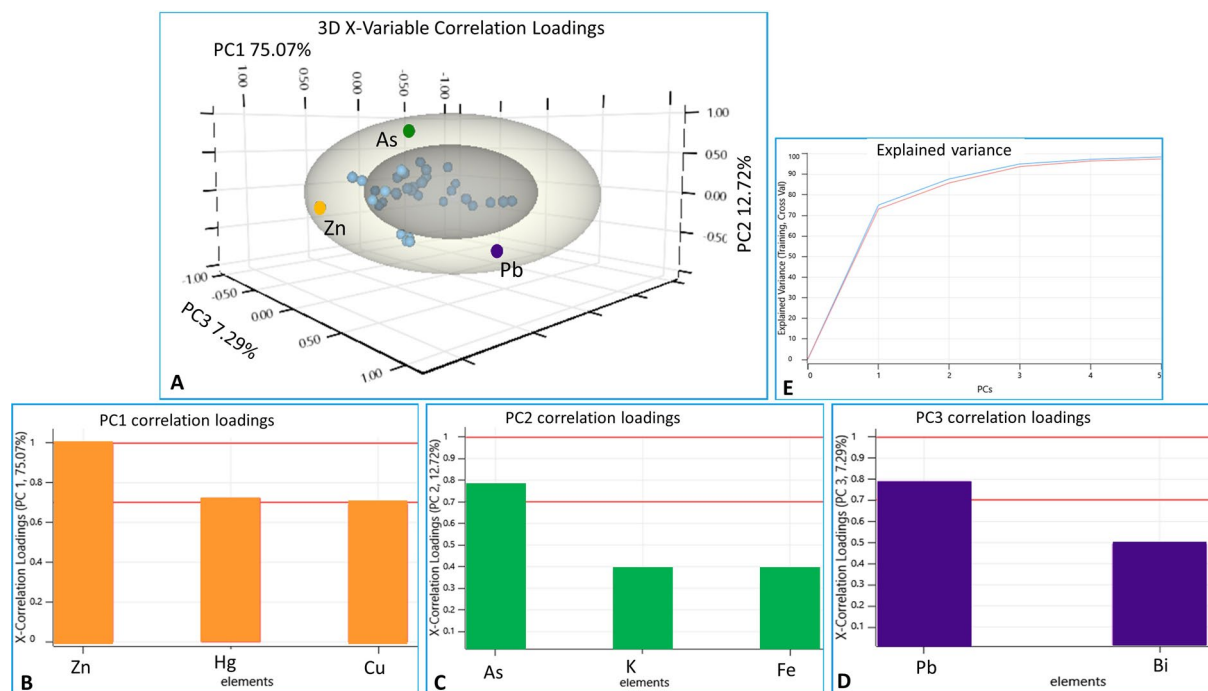 3D X-Variable Correlation Loadings
PC1 75.07%
1.00
0.50
0.00
-0.50
-1.00
As
Zn
Pb
1.00
0.50
0.00
-0.50
PC2 12.72%
-1.00
-0.50
0.00
0.50
1.00
PC3 7.29%
A
Explained variance
Explained Variance (Training, Cross Val)
100
90
80
70
60
50
40
30
20
10
0
0 1 2 3 4 5
PCs
E
PC1 correlation loadings
X-Correlation Loadings (PC 1, 75.07%)
1
0.8
0.6
0.4
0.2
0
Zn Hg Cu
elements
B
PC2 correlation loadings
X-Correlation Loadings (PC 2, 12.72%)
1
0.9
0.8
0.7
0.6
0.5
0.4
0.3
0.2
0.1
As K Fe
elements
C
PC3 correlation loadings
X-Correlation Loadings (PC 3, 7.29%)
1
0.9
0.8
0.7
0.6
0.5
0.4
0.3
0.2
0.1
Pb Bi
elements
D